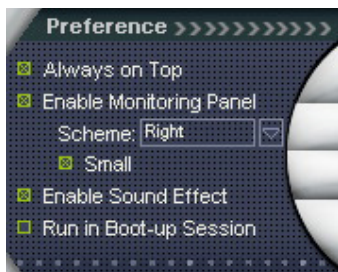 Preference >>>>>>>>>>>
Always on Top
Enable Monitoring Panel
Scheme: Right
Small
Enable Sound Effect
Run in Boot-up Session